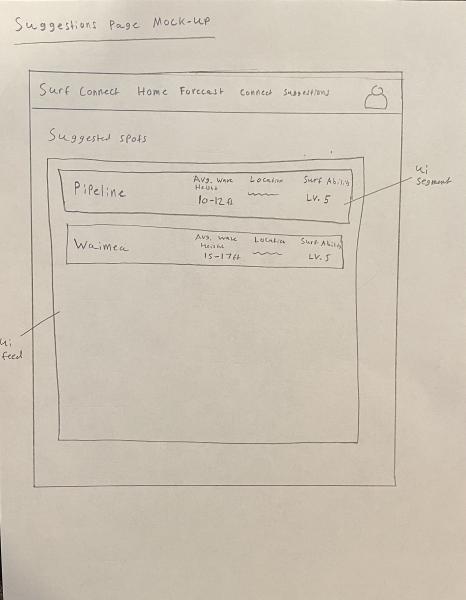 Suggestions Page Mock-up
Surf Connect Home Forecast Connect Suggestions
Suggested spots
ui segment
Pipeline
Avg. wave Height
10-12ft
Location
Surf Ability
Lv. 5
Waimea
Avg. wave Height
15-17ft
Location
Surf Ability
Lv. 5
ui feed